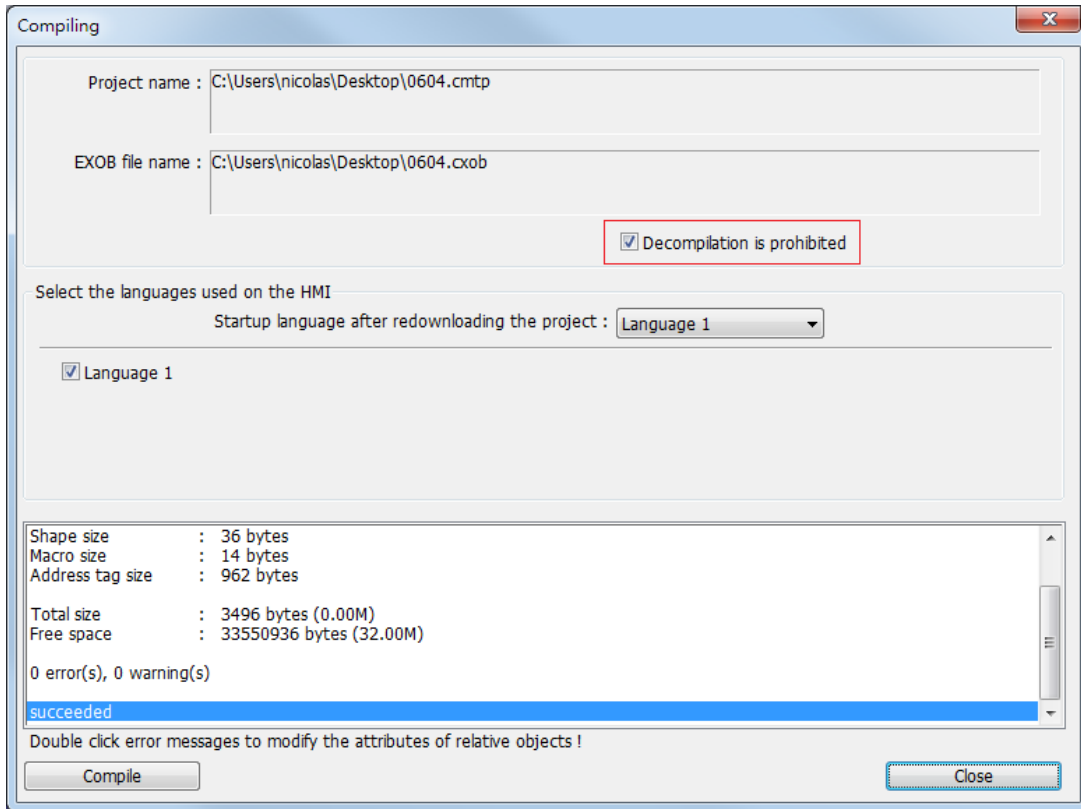 Compiling
Project name : C:\Users\nicolas\Desktop\0604.cmtp
EXOB file name : C:\Users\nicolas\Desktop\0604.cxob
Decompilation is prohibited
Select the languages used on the HMI
Startup language after redownloading the project : Language 1
Language 1
Shape size : 36 bytes
Macro size : 14 bytes
Address tag size : 962 bytes
Total size : 3496 bytes (0.00M)
Free space : 33550936 bytes (32.00M)
0 error(s), 0 warning(s)
succeeded
Double click error messages to modify the attributes of relative objects !
Compile Close